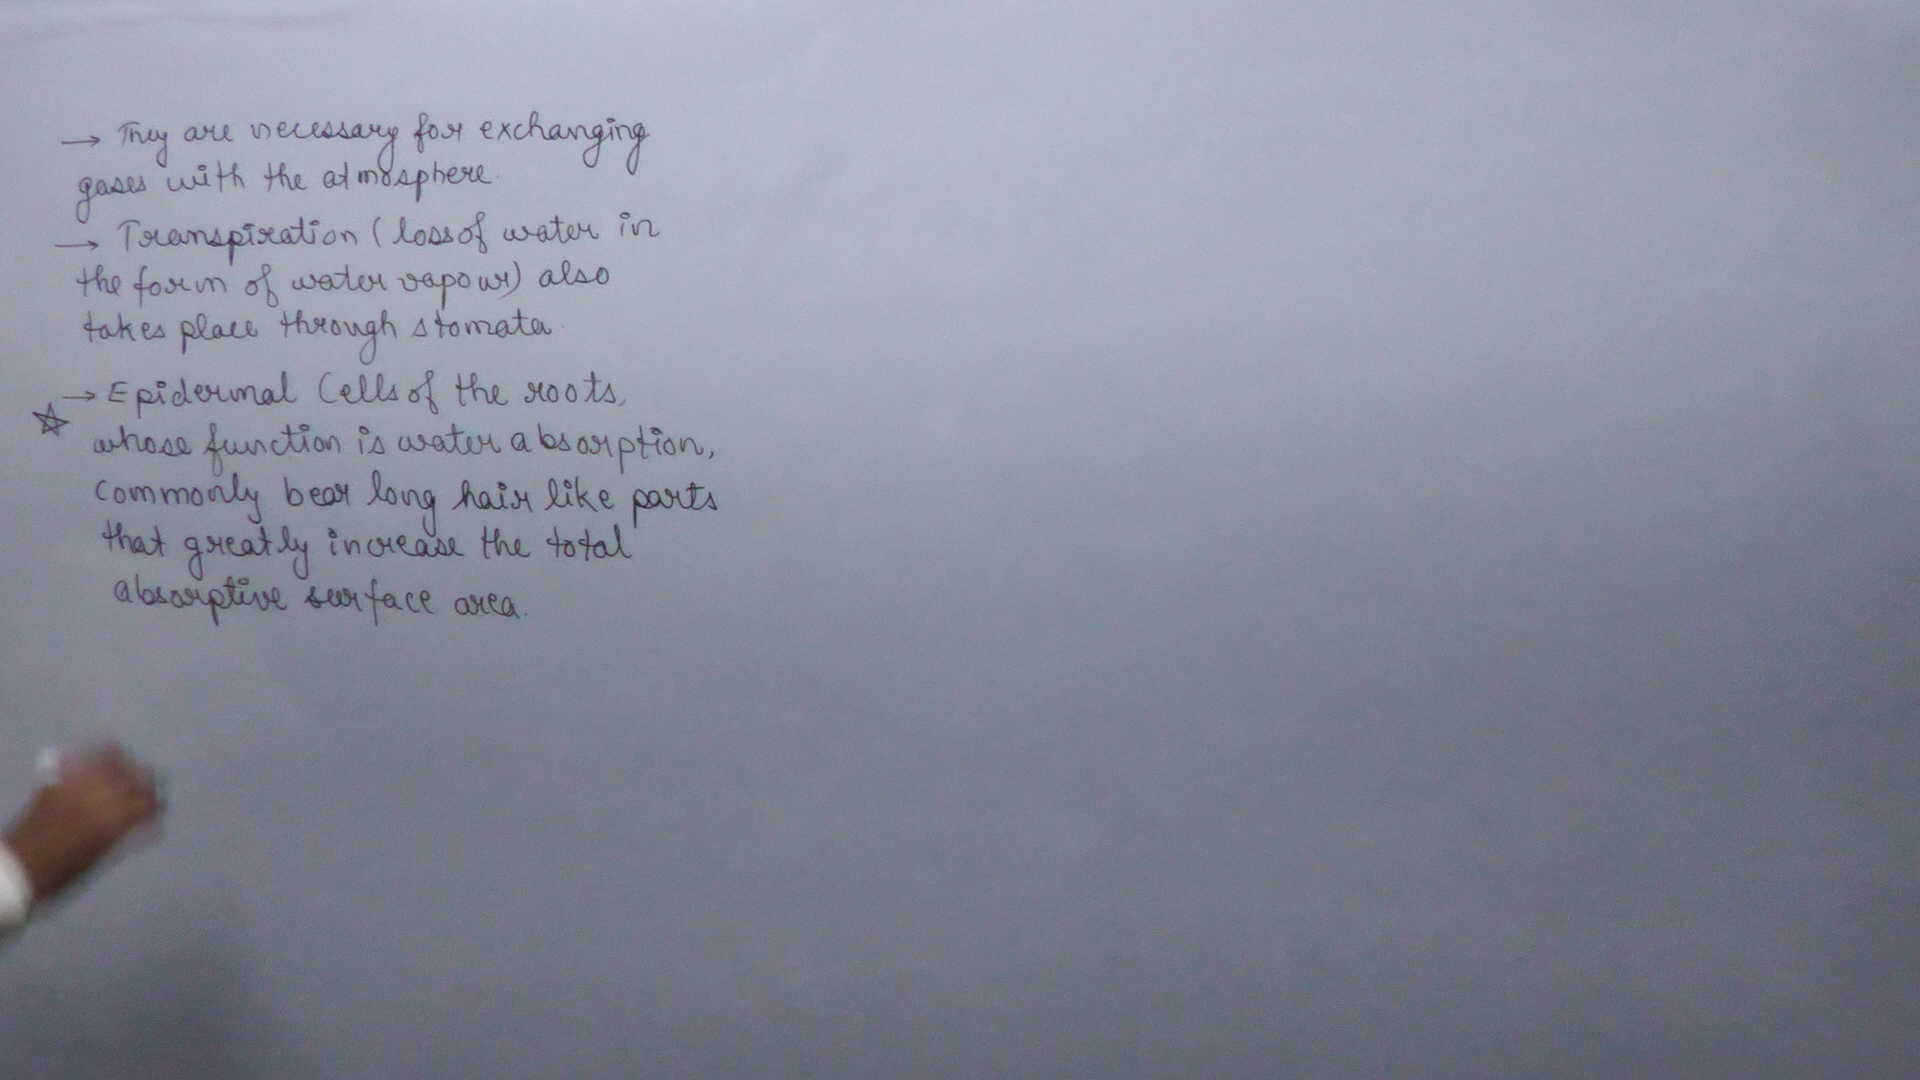 → They are necessary for exchanging
gases with the atmosphere.
→ Transpiration (loss of water in
the form of water vapour) also
takes place through stomata.
→ Epidermal Cells of the roots,
☆ whose function is water absorption,
Commonly bear long hair like parts
that greatly increase the total
absorptive surface area.